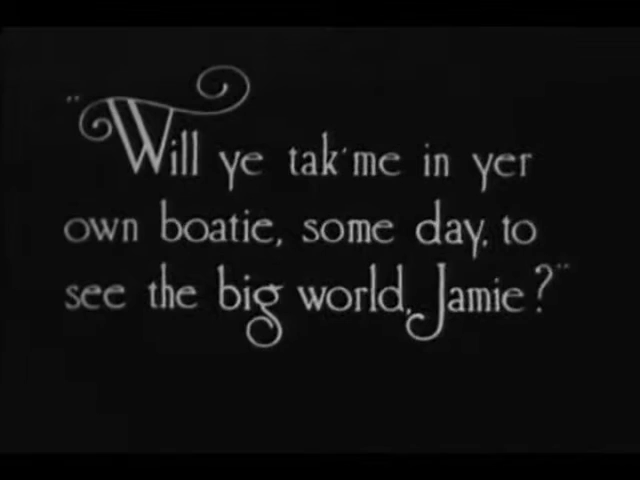 "Will ye tak' me in yer
own boatie, some day, to
see the big world, Jamie?"